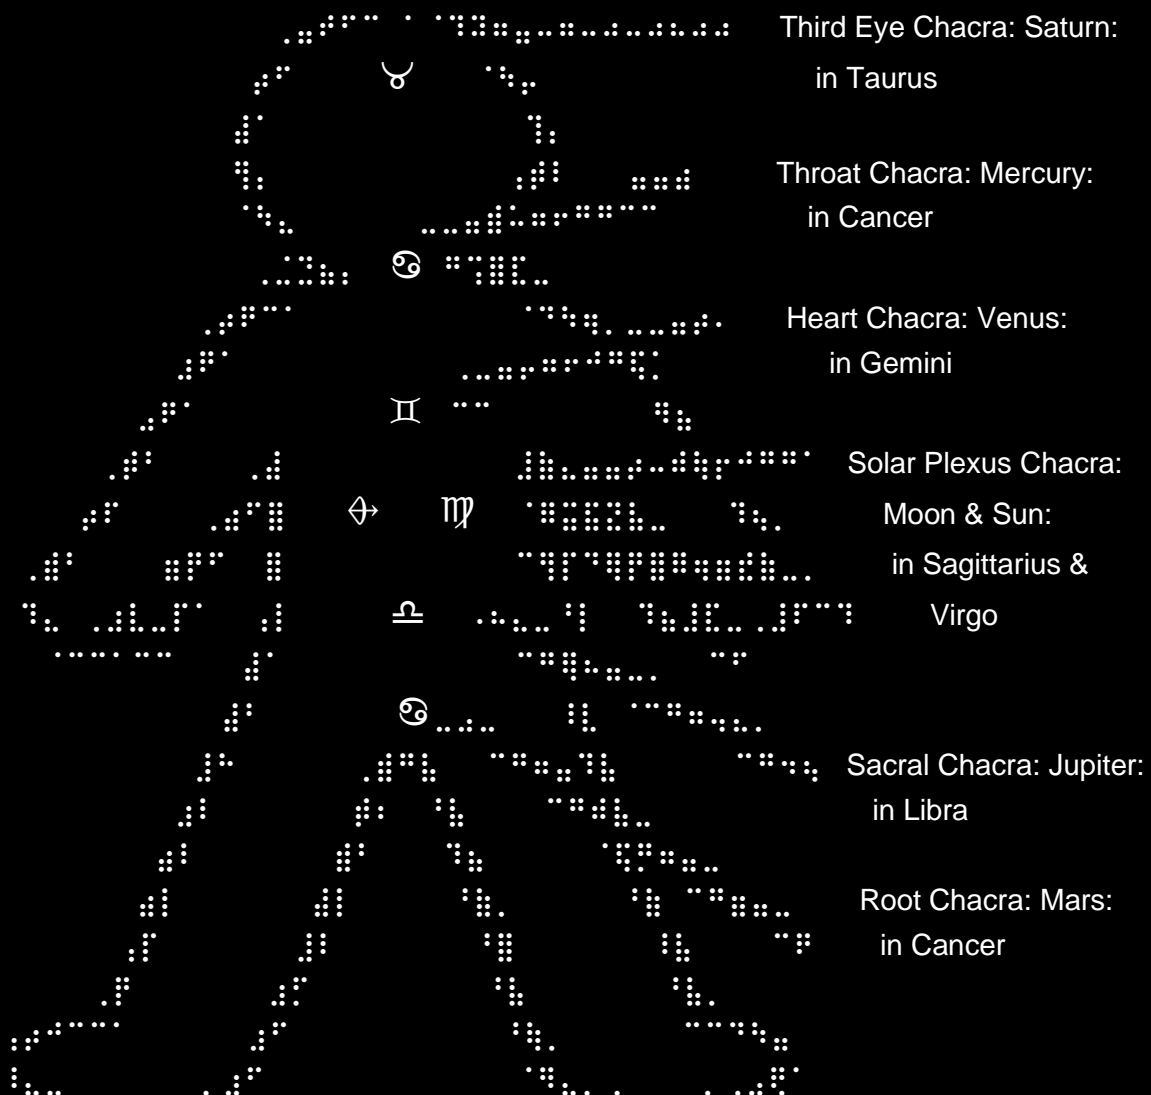 Third Eye Chacra: Saturn:
in Taurus
♉
Throat Chacra: Mercury:
in Cancer
♋
Heart Chacra: Venus:
in Gemini
♊
Solar Plexus Chacra:
♐ ♍ Moon & Sun:
in Sagittarius &
♎ Virgo
♋
Sacral Chacra: Jupiter:
in Libra
Root Chacra: Mars:
in Cancer